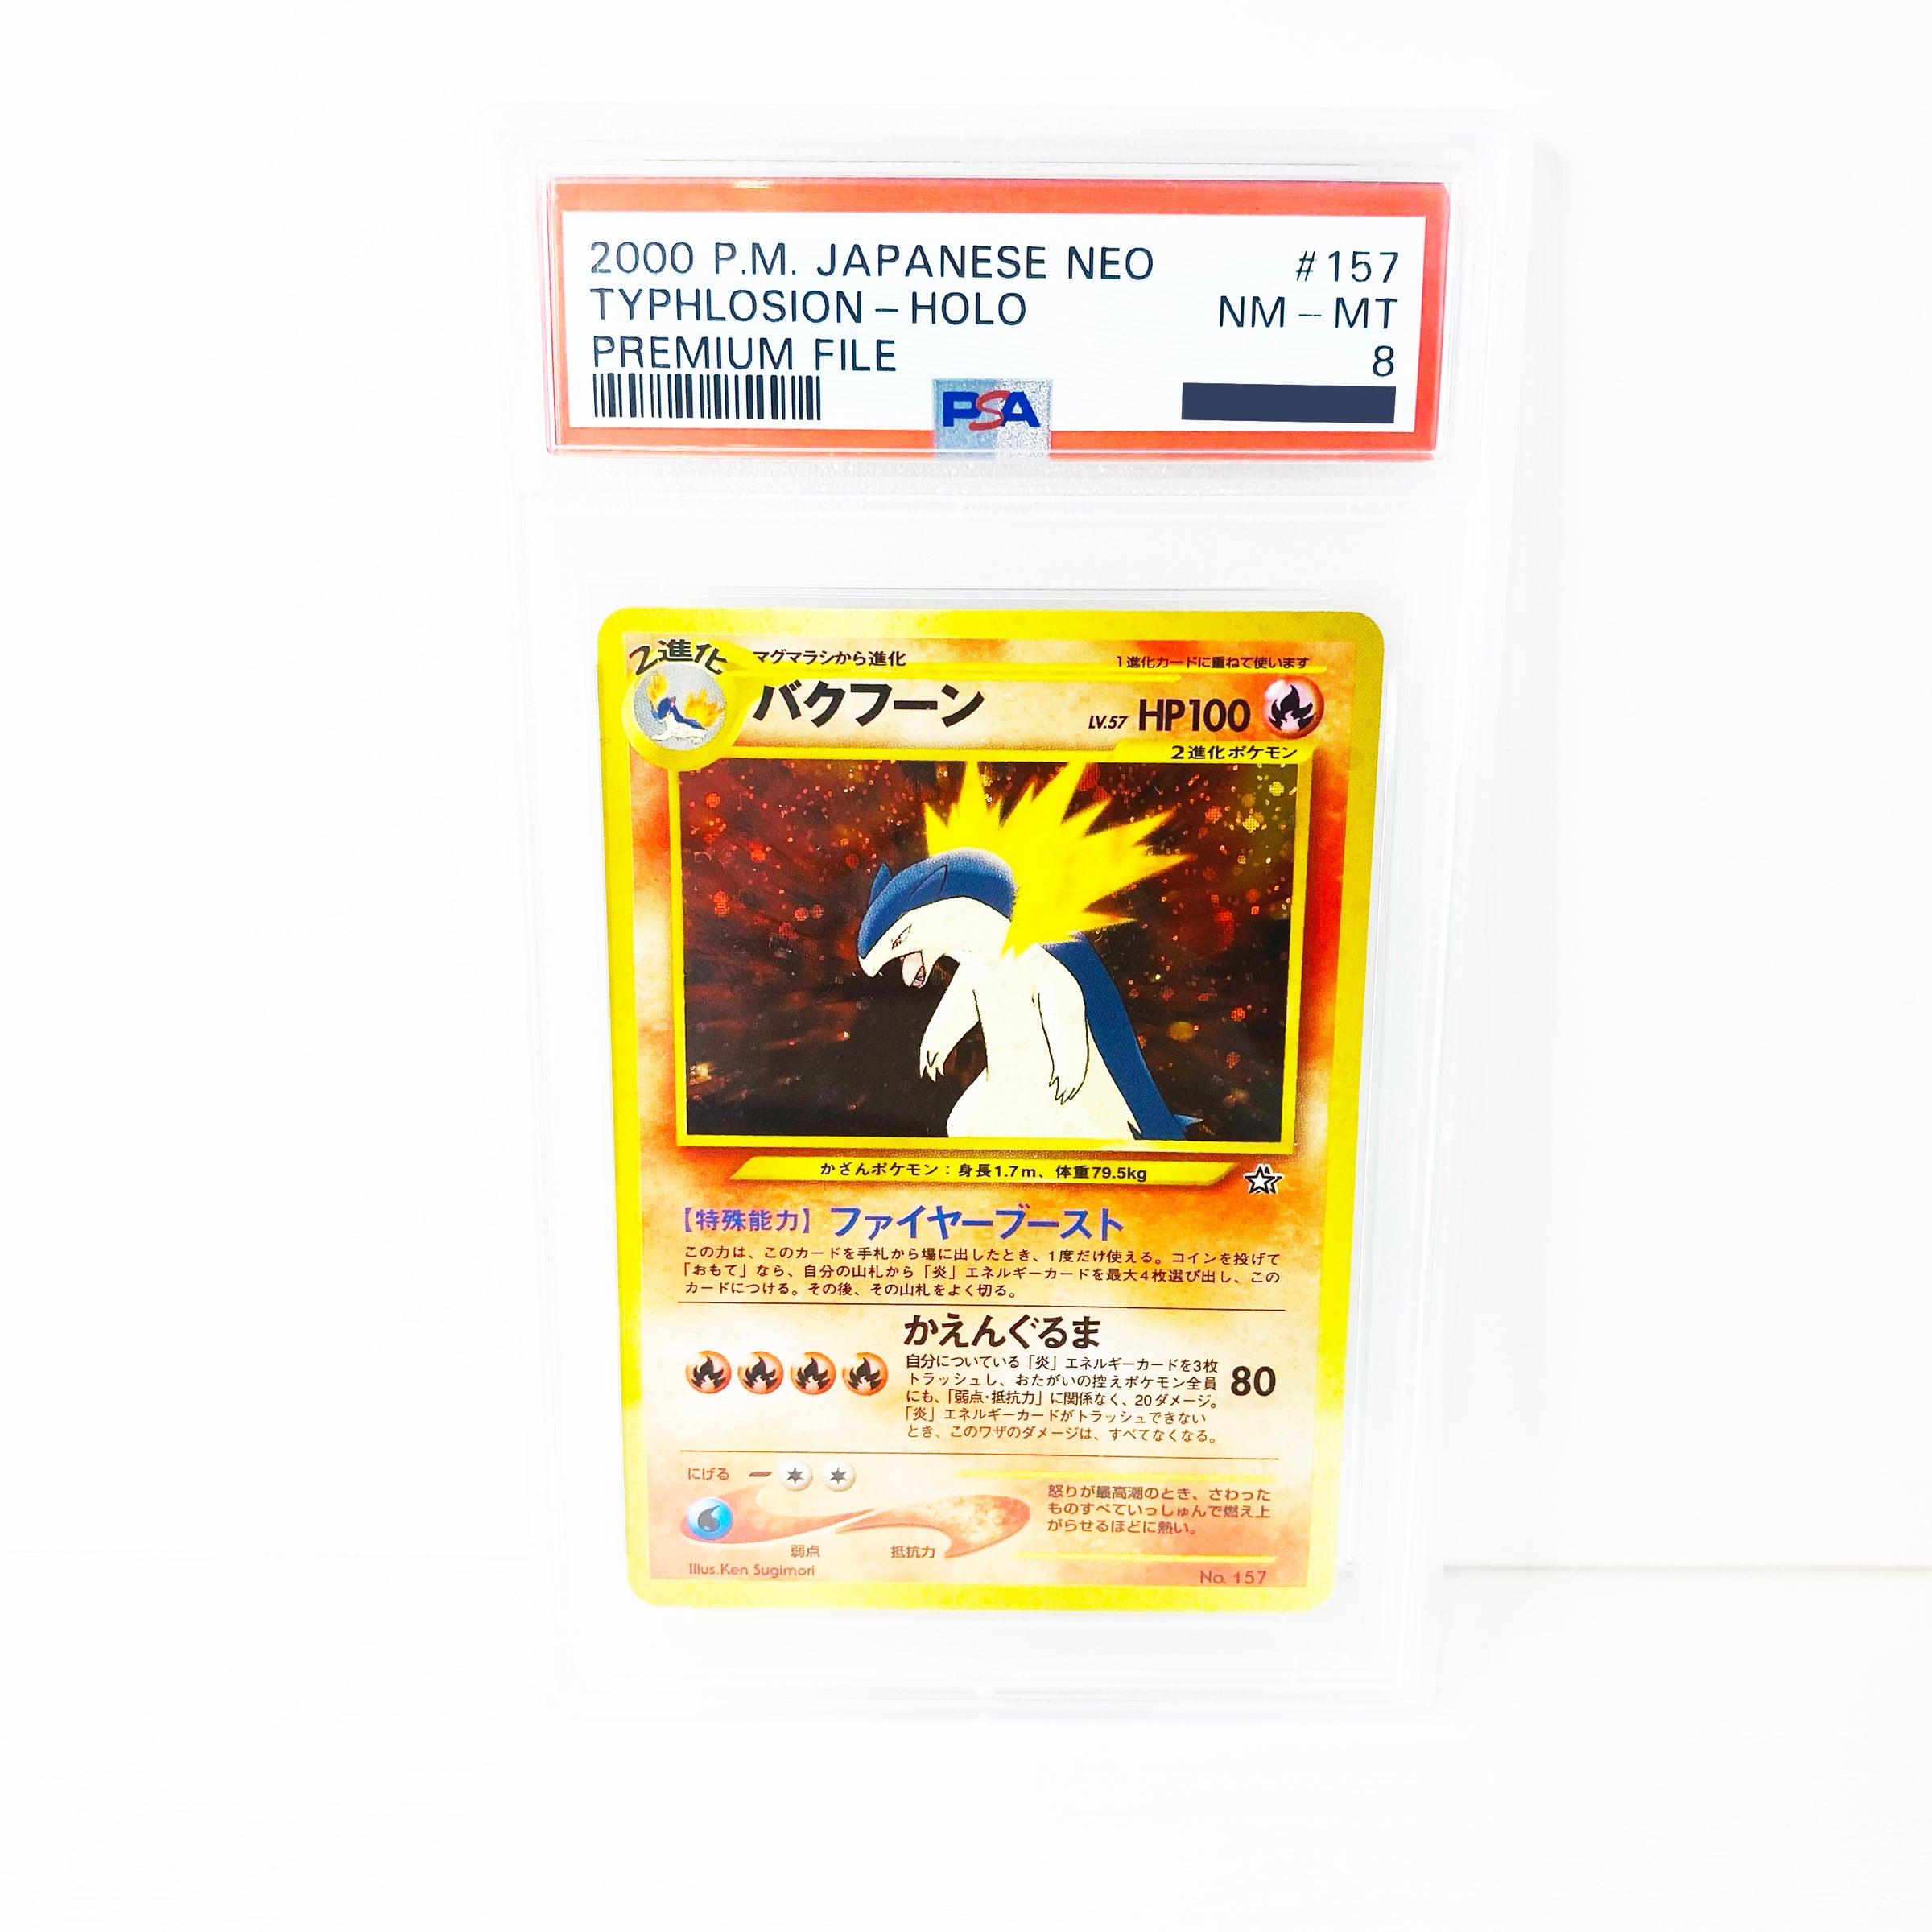 2000 P.M. JAPANESE NEO #157
TYPHLOSION – HOLO NM – MT
PREMIUM FILE 8
PSA
2進化
マグマラシから進化
1進化カードに重ねて使います
バクフーン
LV.57 HP100
2進化ポケモン
かざんポケモン：身長1.7m、体重79.5kg
【特殊能力】ファイヤーブースト
この力は、このカードを手札から場に出したとき、1度だけ使える。コインを投げて
「おもて」なら、自分の山札から「炎」エネルギーカードを最大4枚選び出し、この
カードにつける。その後、その山札をよく切る。
かえんぐるま
自分についている「炎」エネルギーカードを3枚
トラッシュし、おたがいの控えポケモン全員
にも、「弱点・抵抗力」に関係なく、20ダメージ。
「炎」エネルギーカードがトラッシュできない
とき、このワザのダメージは、すべてなくなる。
80
にげる
弱点
抵抗力
怒りが最高潮のとき、さわった
ものすべていっしゅんで燃え上
がらせるほどに熱い。
Illus.Ken Sugimori
No. 157